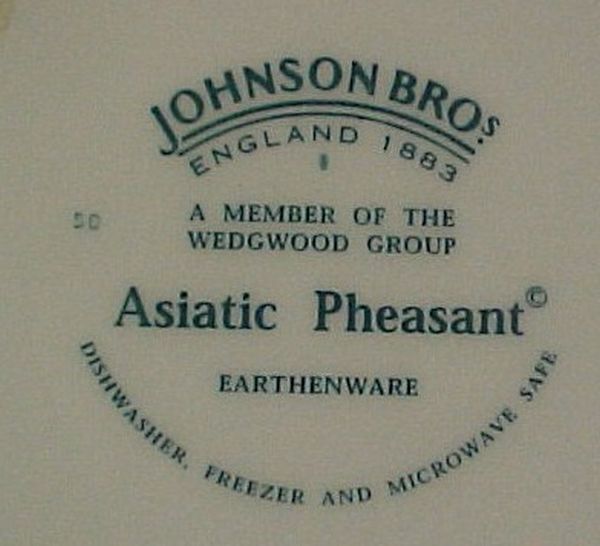 JOHNSON BROS.
ENGLAND 1883
A MEMBER OF THE
WEDGWOOD GROUP
Asiatic Pheasant©
EARTHENWARE
DISHWASHER, FREEZER AND MICROWAVE SAFE